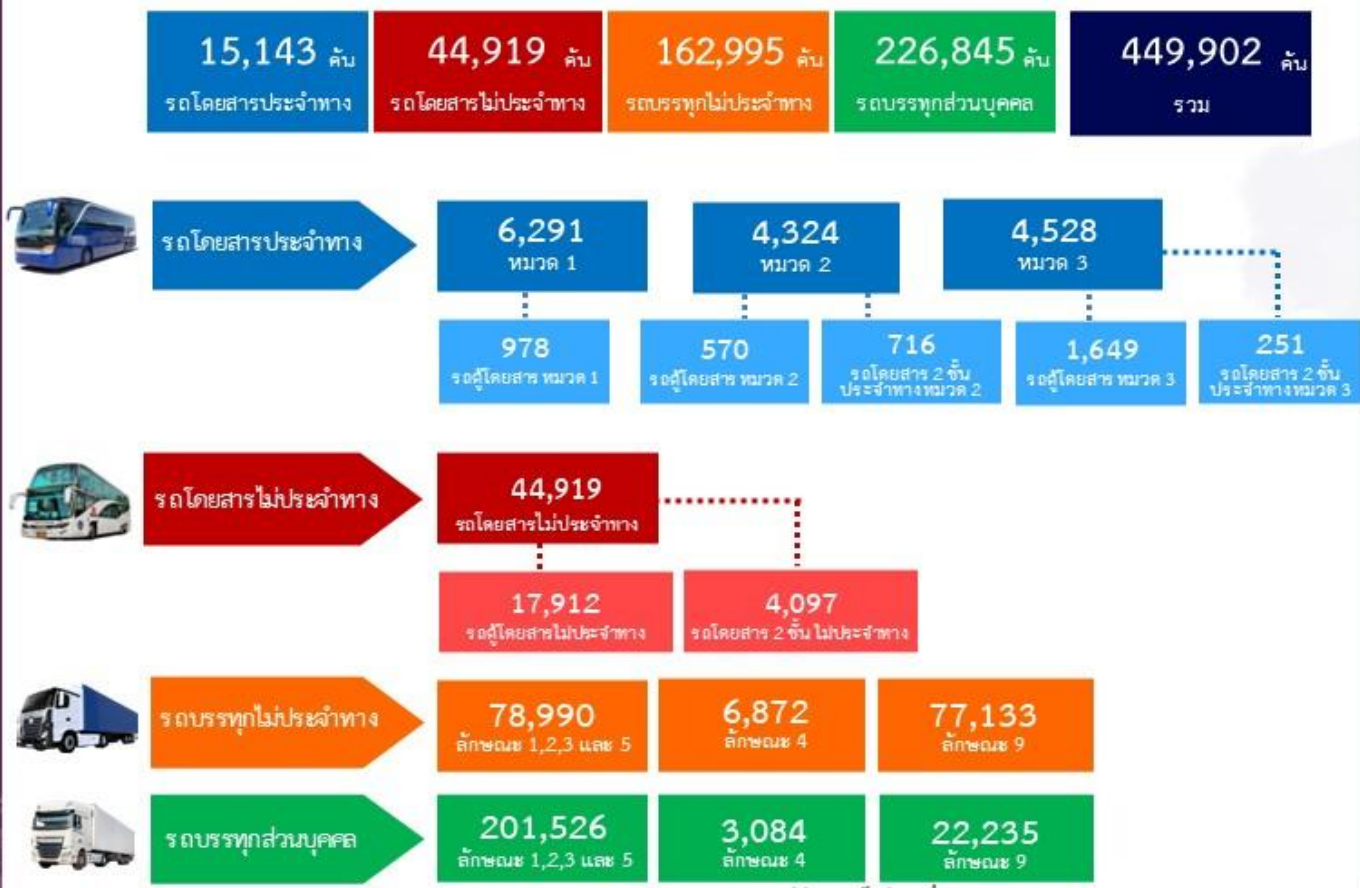 15,143 คัน
รถโดยสารประจำทาง
44,919 คัน
รถโดยสารไม่ประจำทาง
162,995 คัน
รถบรรทุกไม่ประจำทาง
226,845 คัน
รถบรรทุกส่วนบุคคล
449,902 คัน
รวม
รถโดยสารประจำทาง
6,291
หมวด 1
4,324
หมวด 2
4,528
หมวด 3
978
รถตู้โดยสาร หมวด 1
570
รถตู้โดยสาร หมวด 2
716
รถโดยสาร 2 ชั้น
ประจำทางหมวด 2
1,649
รถตู้โดยสาร หมวด 3
251
รถโดยสาร 2 ชั้น
ประจำทางหมวด 3
รถโดยสารไม่ประจำทาง
44,919
รถโดยสารไม่ประจำทาง
17,912
รถตู้โดยสารไม่ประจำทาง
4,097
รถโดยสาร 2 ชั้น ไม่ประจำทาง
รถบรรทุกไม่ประจำทาง
78,990
ลักษณะ 1,2,3 และ 5
6,872
ลักษณะ 4
77,133
ลักษณะ 9
รถบรรทุกส่วนบุคคล
201,526
ลักษณะ 1,2,3 และ 5
3,084
ลักษณะ 4
22,235
ลักษณะ 9